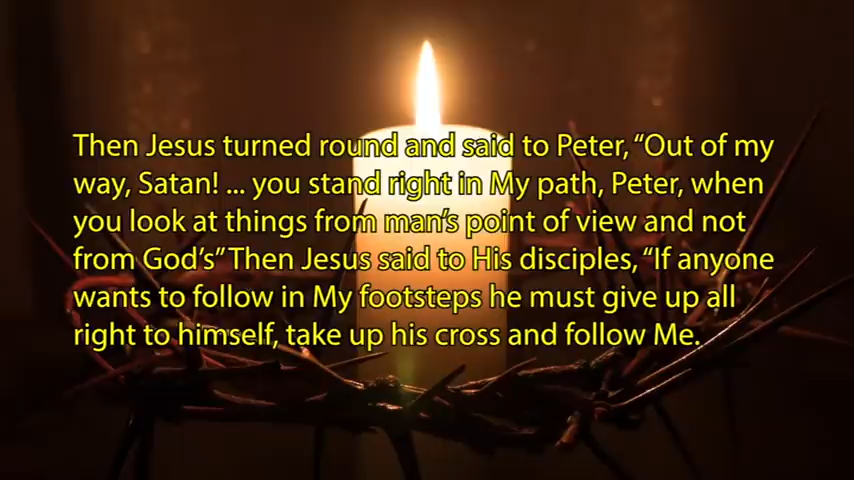 Then Jesus turned round and said to Peter, “Out of my
way, Satan! ... you stand right in My path, Peter, when
you look at things from man’s point of view and not
from God’s” Then Jesus said to His disciples, “If anyone
wants to follow in My footsteps he must give up all
right to himself, take up his cross and follow Me.